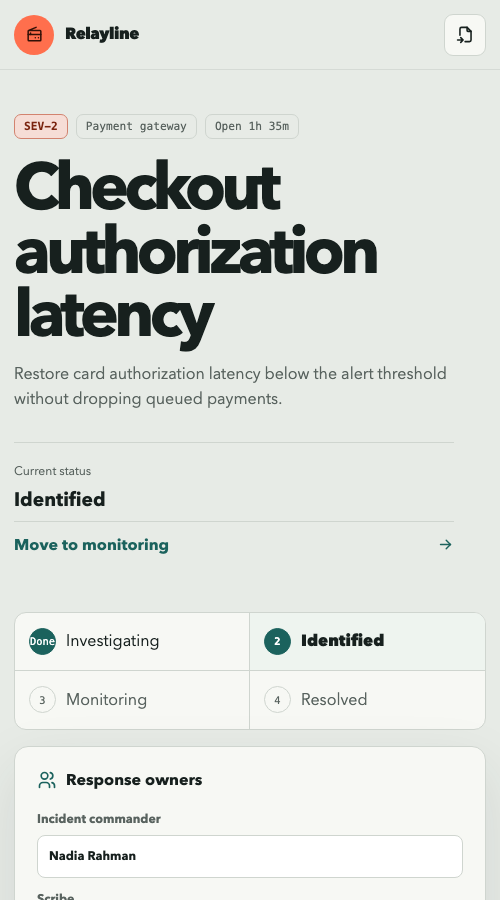 Relayline
SEV–2
Payment gateway
Open 1h 35m
Checkout
authorization
latency
Restore card authorization latency below the alert threshold
without dropping queued payments.
Current status
Identified
Move to monitoring
Done
Investigating
2
Identified
3
Monitoring
4
Resolved
Response owners
Incident commander
Nadia Rahman
Scribe